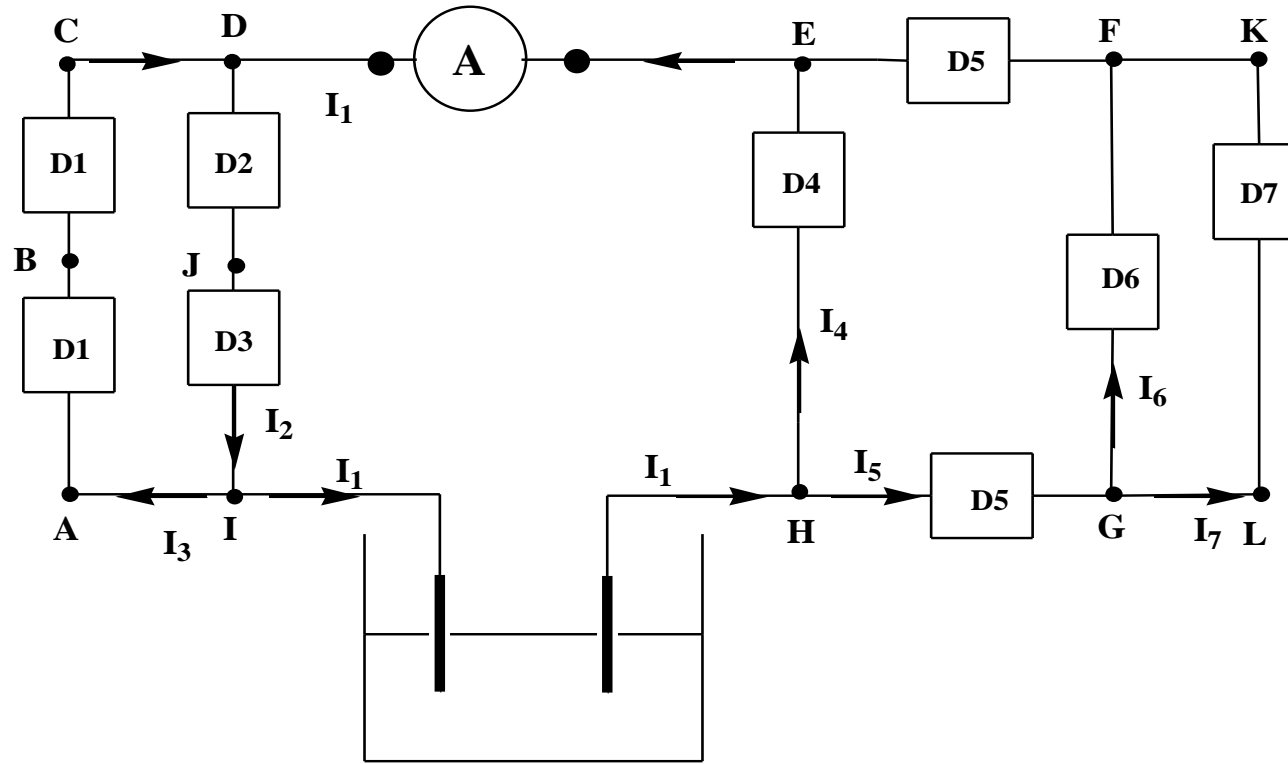 C D E F K
A
I1
D1 D2 D4 D5 D6 D7
B J
D1 D3
I4
I6
I2
I1 I1 I5
D5
A I3 I H G I7 L